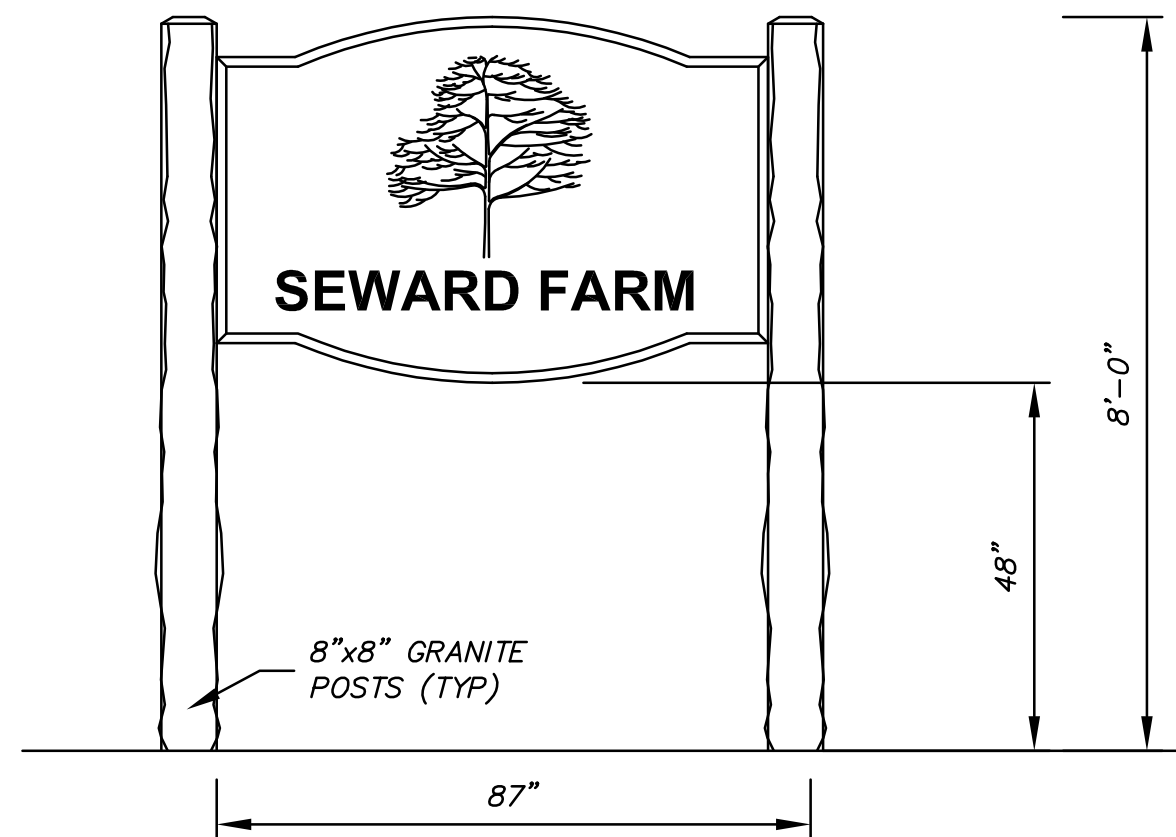 SEWARD FARM
8'-0"
48"
8"x8" GRANITE
POSTS (TYP)
87"